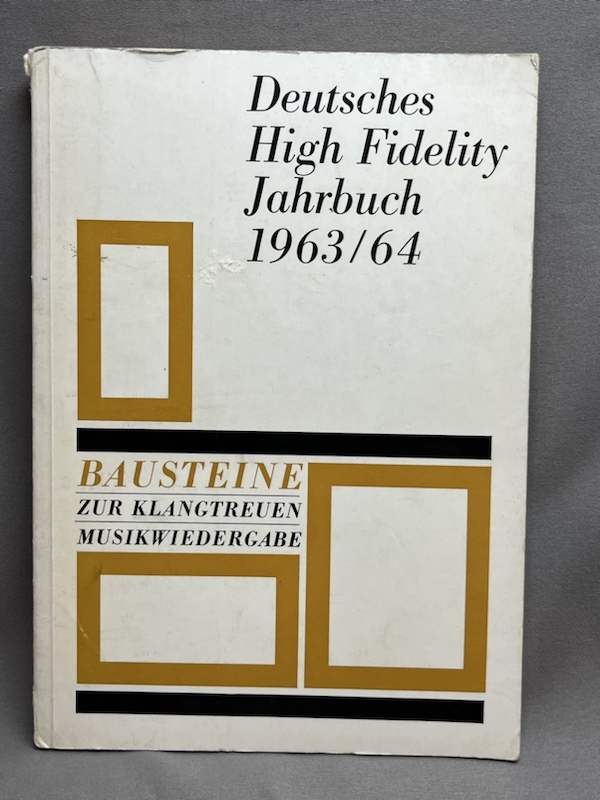 Deutsches
High Fidelity
Jahrbuch
1963/64
BAUSTEINE
ZUR KLANGTREUEN
MUSIKWIEDERGABE